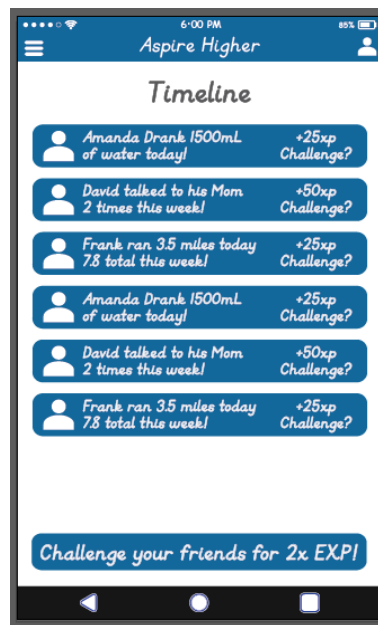 6:00 PM
85%
Aspire Higher
Timeline
Amanda Drank 1500mL
of water today!
+25xp
Challenge?
David talked to his Mom
2 times this week!
+50xp
Challenge?
Frank ran 3.5 miles today
7.8 total this week!
+25xp
Challenge?
Amanda Drank 1500mL
of water today!
+25xp
Challenge?
David talked to his Mom
2 times this week!
+50xp
Challenge?
Frank ran 3.5 miles today
7.8 total this week!
+25xp
Challenge?
Challenge your friends for 2x EXP!